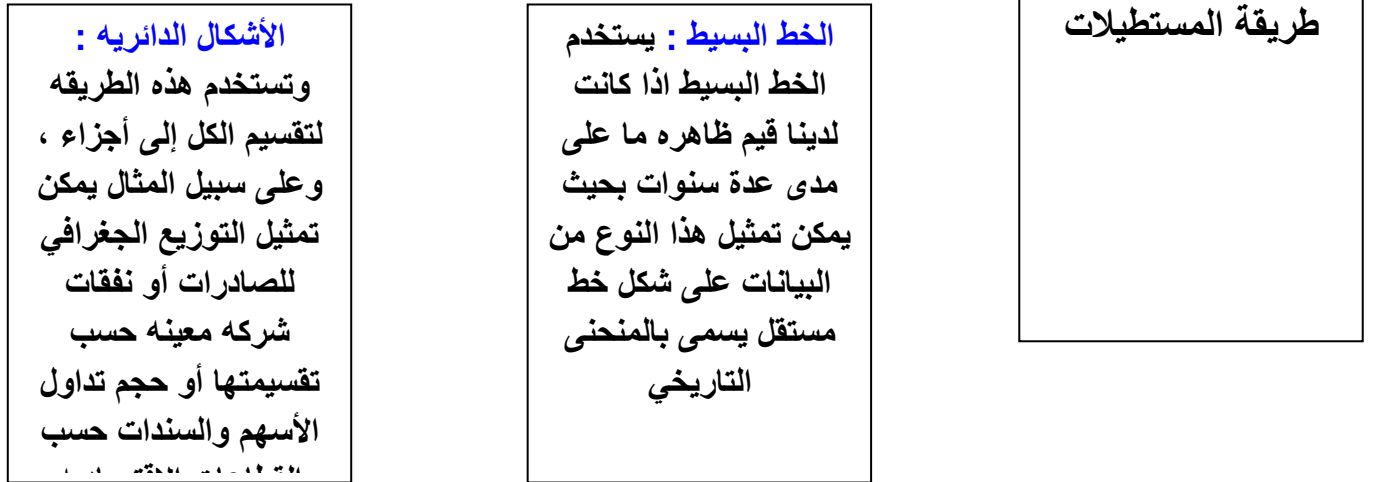 طريقة المستطيلات
الخط البسيط : يستخدم
الخط البسيط اذا كانت
لدينا قيم ظاهره ما على
مدى عدة سنوات بحيث
يمكن تمثيل هذا النوع من
البيانات على شكل خط
مستقل يسمى بالمنحنى
التاريخي
الأشكال الدائريه :
وتستخدم هذه الطريقه
لتقسيم الكل إلى أجزاء ،
وعلى سبيل المثال يمكن
تمثيل التوزيع الجغرافي
للصادرات أو نفقات
شركه معينه حسب
تقسيمتها أو حجم تداول
الأسهم والسندات حسب